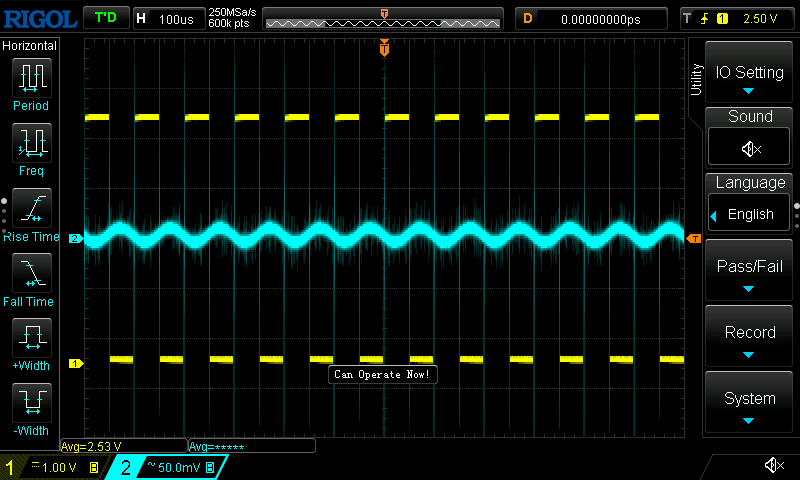 RIGOL T'D H 100us 250MSa/s 600k pts T D 0.00000000ps T 1 2.50 V
Horizontal
T
Utility
IO Setting
Period
Sound
Freq
Language
English
Rise Time
2
T
Pass/Fail
Fall Time
Record
+Width
1
Can Operate Now!
System
-Width
Avg=2.53 V Avg=*****
1 1.00 V B 2 ~ 50.0mV B